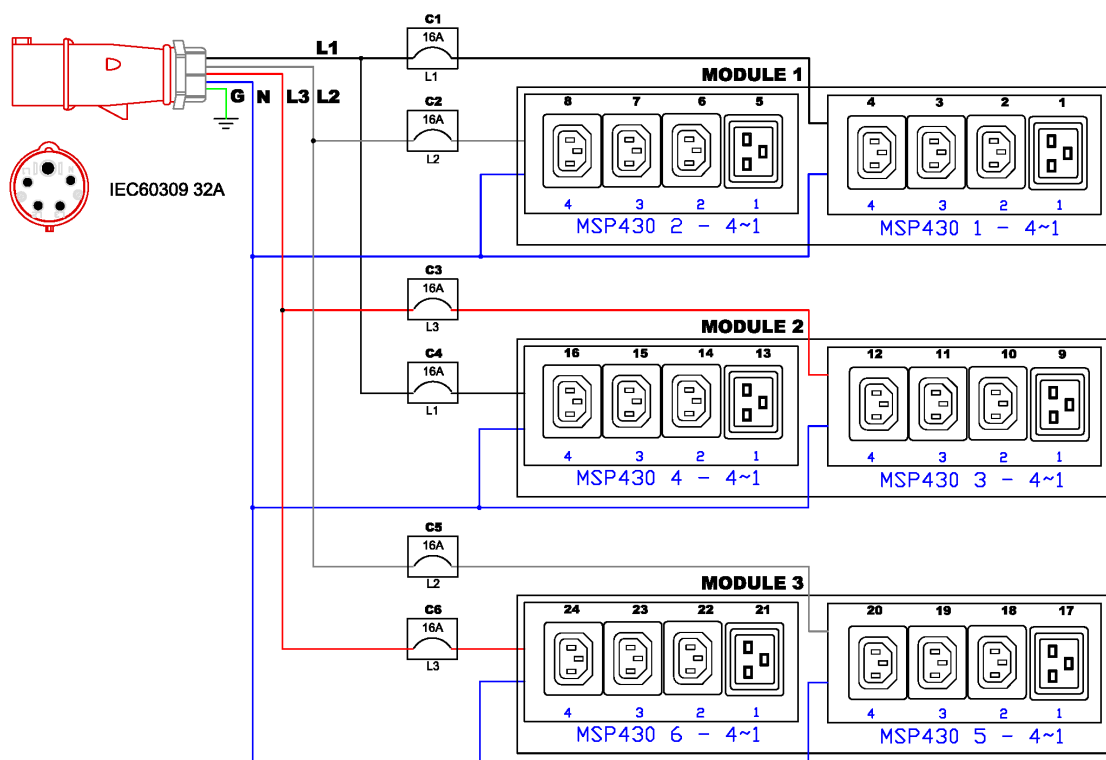 C1
16A
L1
L1
G N L3 L2
C2
16A
L2
IEC60309 32A
MODULE 1
8 7 6 5
4 3 2 1
4 3 2 1
4 3 2 1
MSP430 2 - 4~1
MSP430 1 - 4~1
C3
16A
L3
C4
16A
L1
MODULE 2
16 15 14 13
12 11 10 9
4 3 2 1
4 3 2 1
MSP430 4 - 4~1
MSP430 3 - 4~1
C5
16A
L2
C6
16A
L3
MODULE 3
24 23 22 21
20 19 18 17
4 3 2 1
4 3 2 1
MSP430 6 - 4~1
MSP430 5 - 4~1